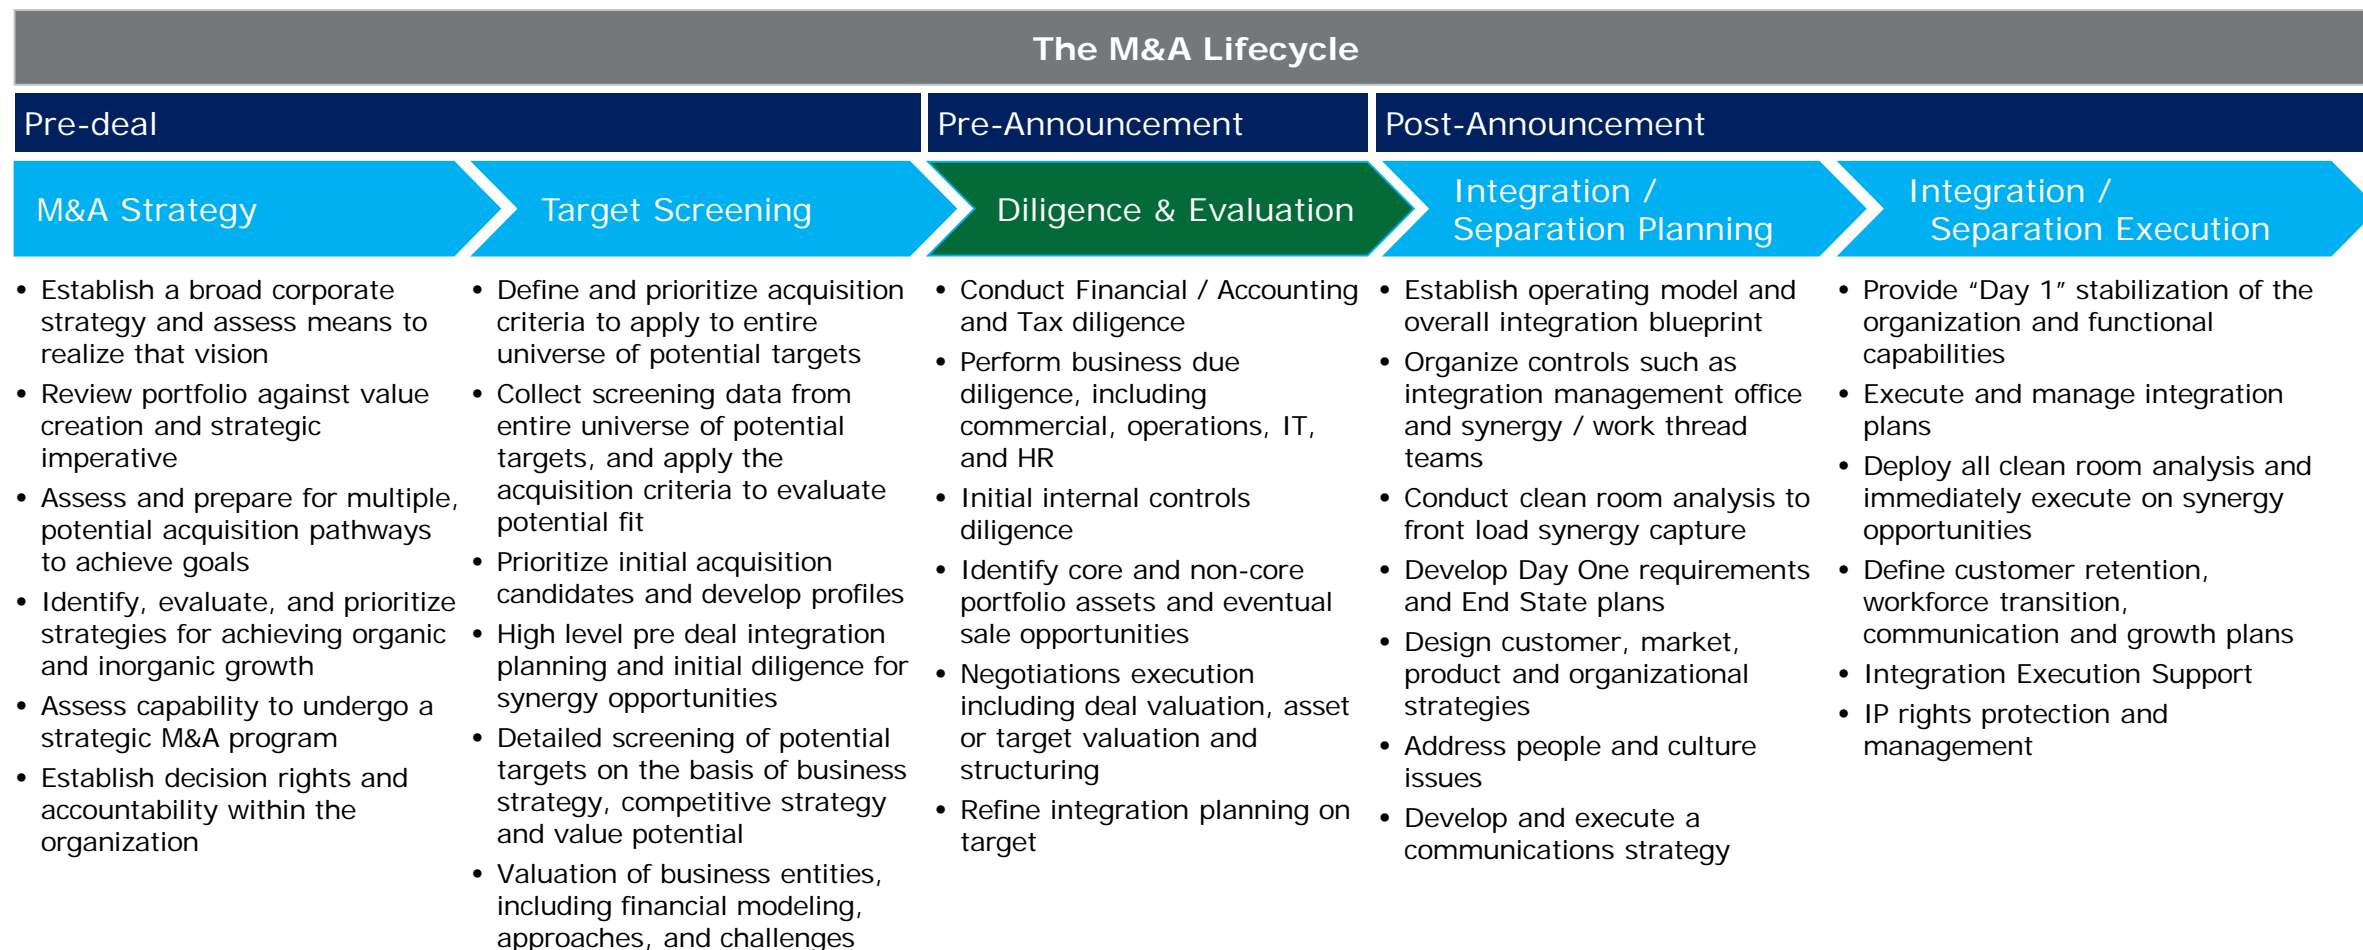 The M&A Lifecycle
Pre-deal
Pre-Announcement
Post-Announcement
M&A Strategy
Target Screening
Diligence & Evaluation
Integration /
Separation Planning
Integration /
Separation Execution
• Establish a broad corporate
strategy and assess means to
realize that vision
• Review portfolio against value
creation and strategic
imperative
• Assess and prepare for multiple,
potential acquisition pathways
to achieve goals
• Identify, evaluate, and prioritize
strategies for achieving organic
and inorganic growth
• Assess capability to undergo a
strategic M&A program
• Establish decision rights and
accountability within the
organization
• Define and prioritize acquisition
criteria to apply to entire
universe of potential targets
• Collect screening data from
entire universe of potential
targets, and apply the
acquisition criteria to evaluate
potential fit
• Prioritize initial acquisition
candidates and develop profiles
• High level pre deal integration
planning and initial diligence for
synergy opportunities
• Detailed screening of potential
targets on the basis of business
strategy, competitive strategy
and value potential
• Valuation of business entities,
including financial modeling,
approaches, and challenges
• Conduct Financial / Accounting
and Tax diligence
• Perform business due
diligence, including
commercial, operations, IT,
and HR
• Initial internal controls
diligence
• Identify core and non-core
portfolio assets and eventual
sale opportunities
• Negotiations execution
including deal valuation, asset
or target valuation and
structuring
• Refine integration planning on
target
• Establish operating model and
overall integration blueprint
• Organize controls such as
integration management office
and synergy / work thread
teams
• Conduct clean room analysis to
front load synergy capture
• Develop Day One requirements
and End State plans
• Design customer, market,
product and organizational
strategies
• Address people and culture
issues
• Develop and execute a
communications strategy
• Provide “Day 1” stabilization of the
organization and functional
capabilities
• Execute and manage integration
plans
• Deploy all clean room analysis and
immediately execute on synergy
opportunities
• Define customer retention,
workforce transition,
communication and growth plans
• Integration Execution Support
• IP rights protection and
management